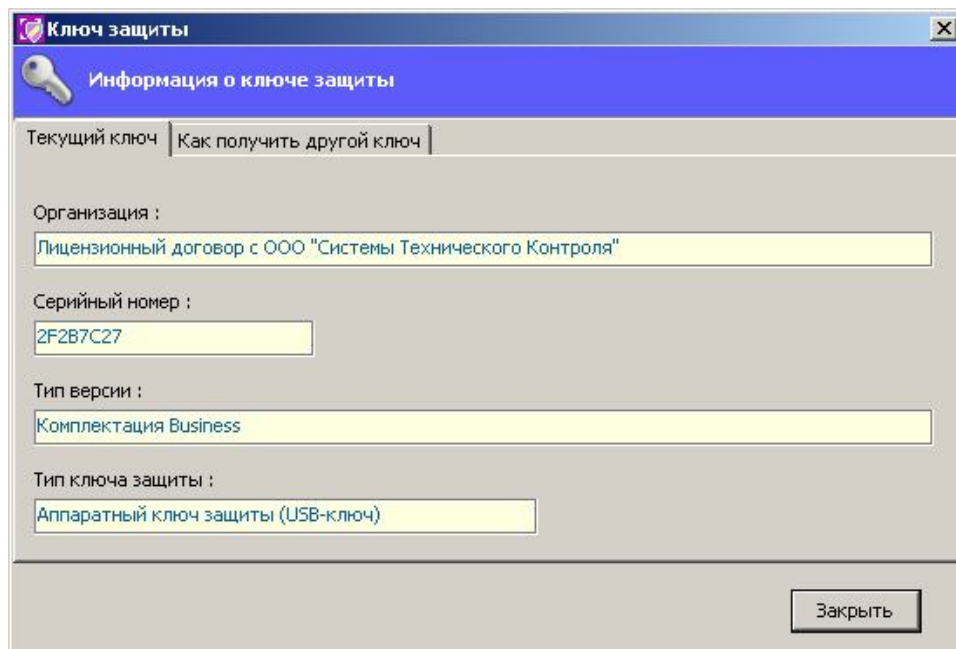 Ключ защиты
Информация о ключе защиты
Текущий ключ Как получить другой ключ
Организация :
Лицензионный договор с ООО "Системы Технического Контроля"
Серийный номер :
2F2B7C27
Тип версии :
Комплектация Business
Тип ключа защиты :
Аппаратный ключ защиты (USB-ключ)
Закрыть